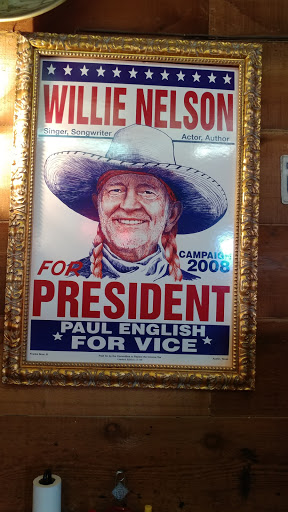 WILLIE NELSON
Singer, Songwriter Actor, Author
CAMPAIGN
2008
FOR
PRESIDENT
PAUL ENGLISH
FOR VICE